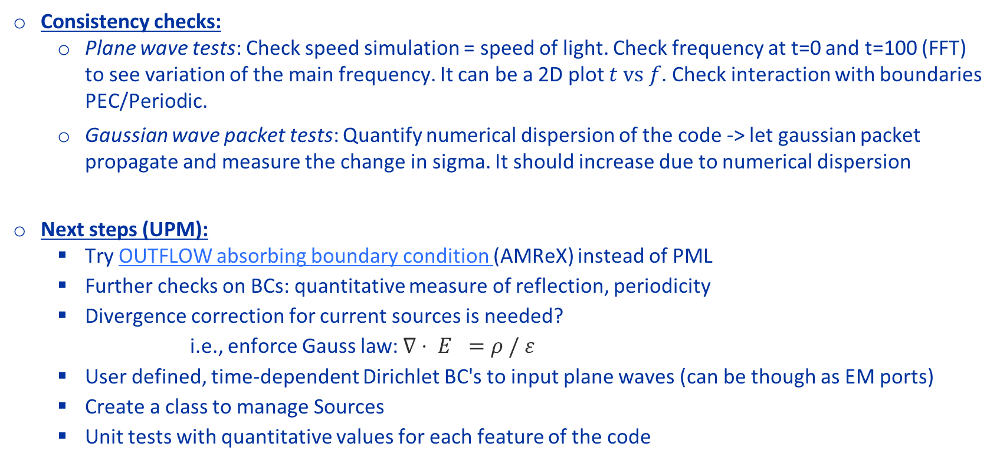 o Consistency checks:
o Plane wave tests: Check speed simulation = speed of light. Check frequency at t=0 and t=100 (FFT)
to see variation of the main frequency. It can be a 2D plot t vs f. Check interaction with boundaries
PEC/Periodic.
o Gaussian wave packet tests: Quantify numerical dispersion of the code -> let gaussian packet
propagate and measure the change in sigma. It should increase due to numerical dispersion
o Next steps (UPM):
▪ Try OUTFLOW absorbing boundary condition (AMReX) instead of PML
▪ Further checks on BCs: quantitative measure of reflection, periodicity
▪ Divergence correction for current sources is needed?
i.e., enforce Gauss law: ∇ · E = ρ / ε
▪ User defined, time-dependent Dirichlet BC's to input plane waves (can be though as EM ports)
▪ Create a class to manage Sources
▪ Unit tests with quantitative values for each feature of the code